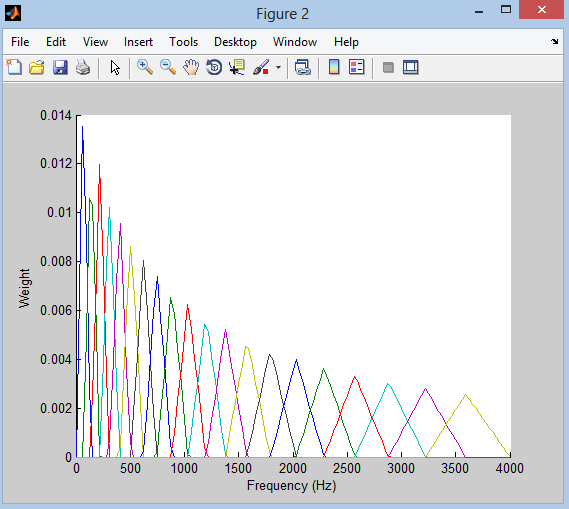 Figure 2
File Edit View Insert Tools Desktop Window Help
0.014
0.012
0.01
0.008
0.006
0.004
0.002
0
Weight
0 500 1000 1500 2000 2500 3000 3500 4000
Frequency (Hz)